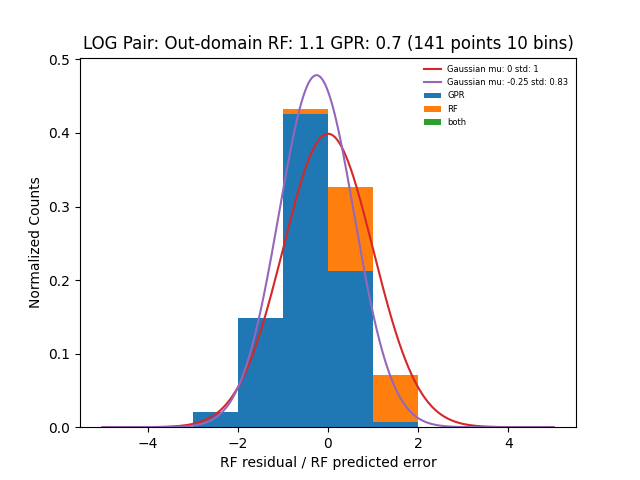 LOG Pair: Out-domain RF: 1.1 GPR: 0.7 (141 points 10 bins)
Gaussian mu: 0 std: 1
Gaussian mu: -0.25 std: 0.83
GPR
RF
both
Normalized Counts
0.5
0.4
0.3
0.2
0.1
0.0
−4 −2 0 2 4
RF residual / RF predicted error